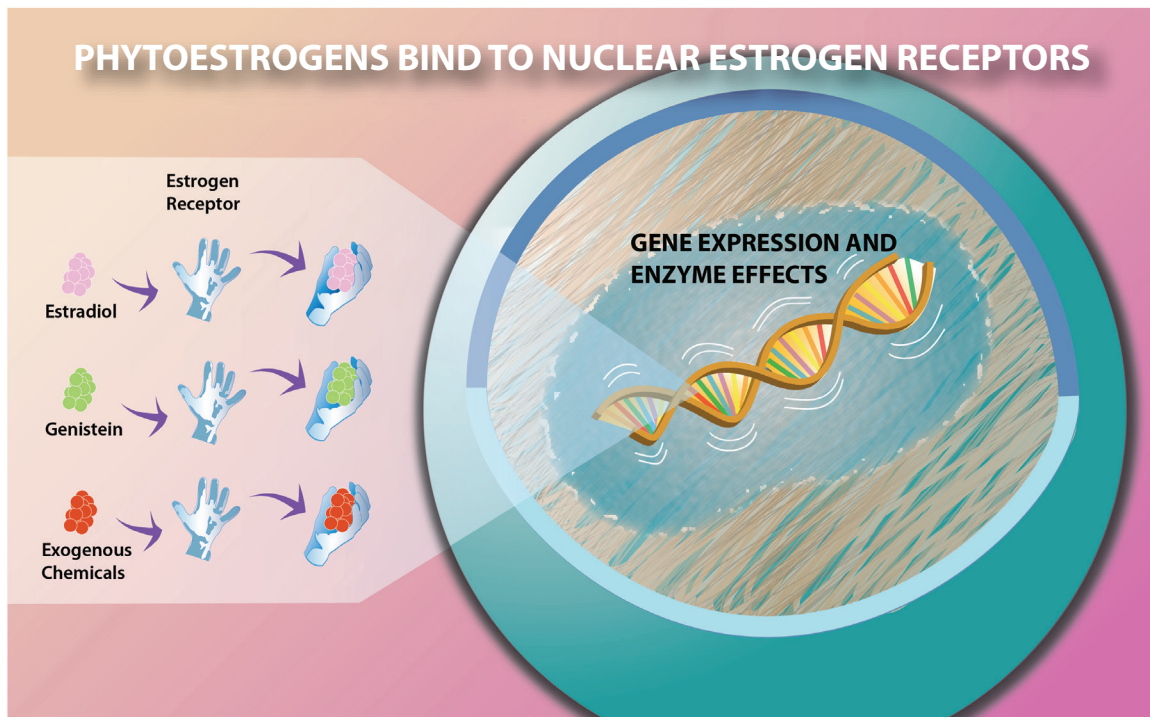 PHYTOESTROGENS BIND TO NUCLEAR ESTROGEN RECEPTORS
Estrogen
Receptor
Estradiol
Genistein
Exogenous
Chemicals
GENE EXPRESSION AND
ENZYME EFFECTS